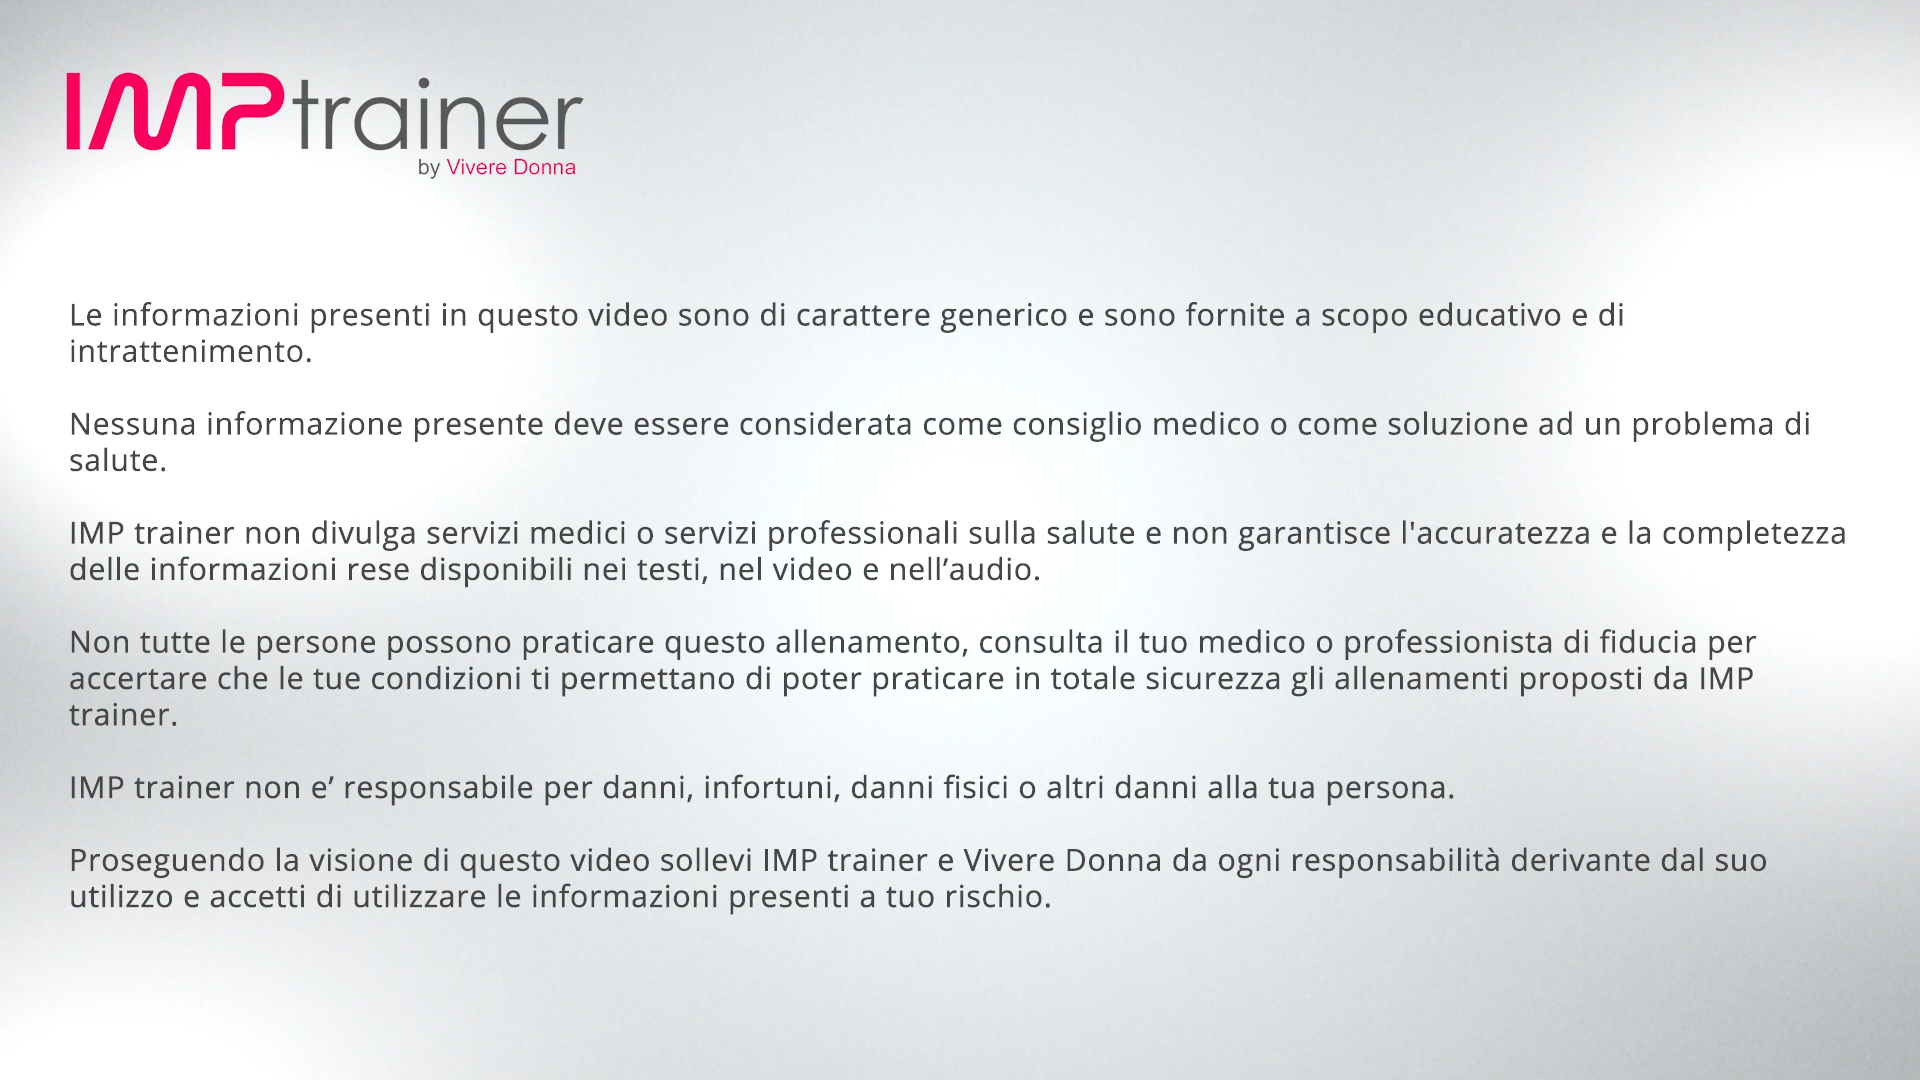 IMP trainer
by Vivere Donna
Le informazioni presenti in questo video sono di carattere generico e sono fornite a scopo educativo e di
intrattenimento.
Nessuna informazione presente deve essere considerata come consiglio medico o come soluzione ad un problema di
salute.
IMP trainer non divulga servizi medici o servizi professionali sulla salute e non garantisce l'accuratezza e la completezza
delle informazioni rese disponibili nei testi, nel video e nell’audio.
Non tutte le persone possono praticare questo allenamento, consulta il tuo medico o professionista di fiducia per
accertare che le tue condizioni ti permettano di poter praticare in totale sicurezza gli allenamenti proposti da IMP
trainer.
IMP trainer non e’ responsabile per danni, infortuni, danni fisici o altri danni alla tua persona.
Proseguendo la visione di questo video sollevi IMP trainer e Vivere Donna da ogni responsabilità derivante dal suo
utilizzo e accetti di utilizzare le informazioni presenti a tuo rischio.